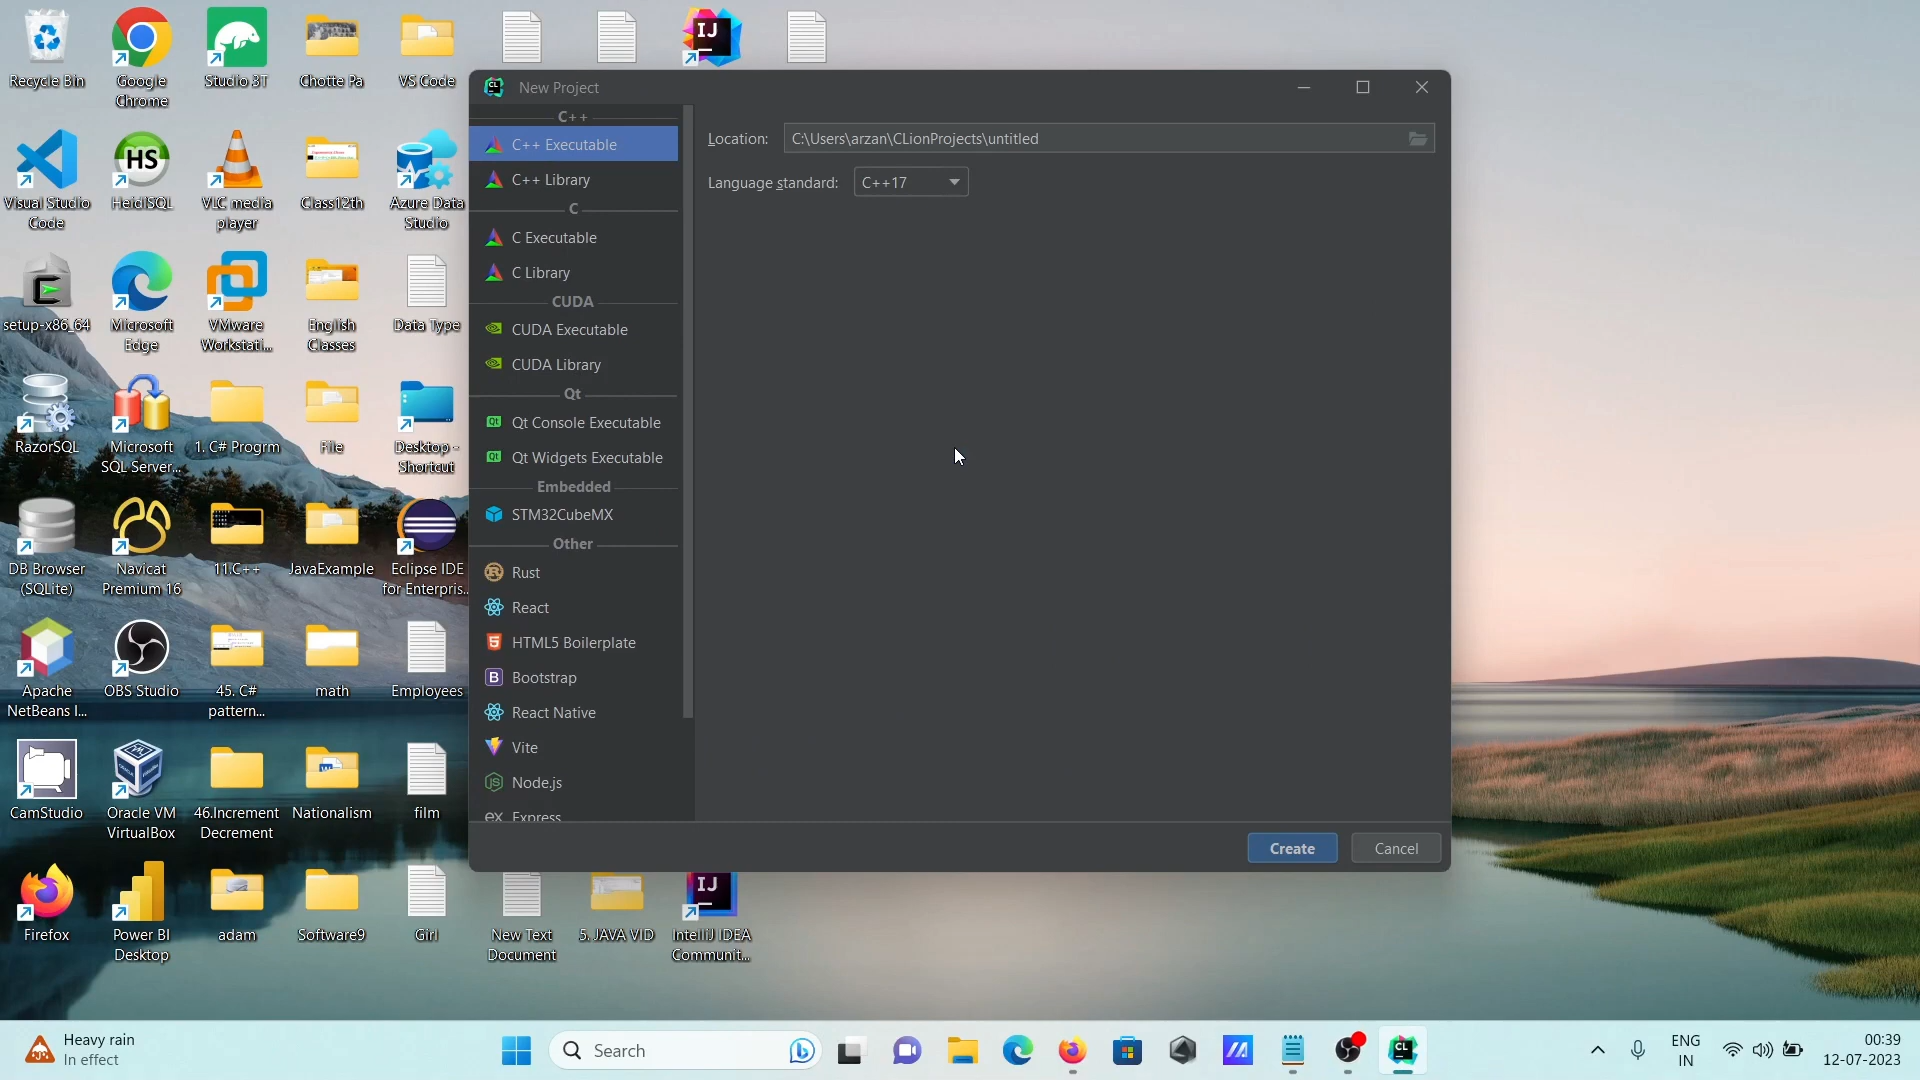 Recycle Bin
Google
Chrome
Studio 3T
Chotte Pa
VS Code
Visual Studio
Code
HS
HeidiSQL
VLC media
player
Class12th
Azure Data
Studio
setup-x86_64
Microsoft
Edge
VMware
Workstati...
English
Classes
Data Type
RazorSQL
Microsoft
SQL Server...
1. C# Progrm
File
Desktop -
Shortcut
DB Browser
(SQLite)
Navicat
Premium 16
11.C++
JavaExample
Eclipse IDE
for Enterpris...
Apache
NetBeans I...
OBS Studio
45. C#
pattern...
math
Employees
CamStudio
Oracle VM
VirtualBox
46.Increment
Decrement
Nationalism
film
Firefox
Power BI
Desktop
adam
Software9
Girl
New Text
Document
5. JAVA VID
IntelliJ IDEA
Communit...
IJ
IJ
CL
New Project
C++
C++ Executable
C++ Library
C
C Executable
C Library
CUDA
CUDA Executable
CUDA Library
Qt
Qt Console Executable
Qt Widgets Executable
Embedded
STM32CubeMX
Other
Rust
React
HTML5 Boilerplate
Bootstrap
React Native
Vite
Node.js
ex Express
Location: C:\Users\arzan\CLionProjects\untitled
Language standard: C++17
Create
Cancel
Heavy rain
In effect
Search
CL
ENG
IN
00:39
12-07-2023